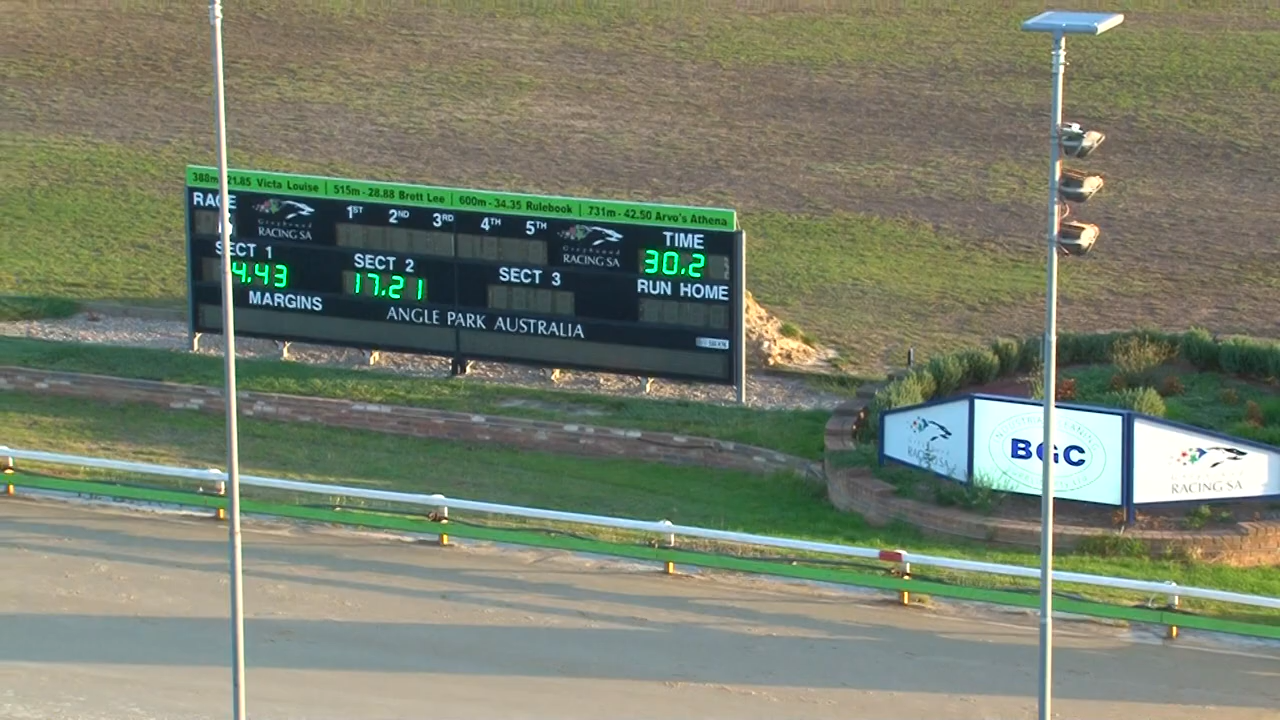 388m 21.85 Victa Louise | 515m - 28.88 Brett Lee | 600m - 34.35 Rulebook | 731m - 42.50 Arvo's Athena
RACE
Greyhound RACING SA
1ST 2ND 3RD 4TH 5TH
Greyhound RACING SA
TIME
30.2
SECT 1
4.43
SECT 2
17.21
SECT 3
RUN HOME
MARGINS
ANGLE PARK AUSTRALIA
RACING SA
BGC
RACING SA